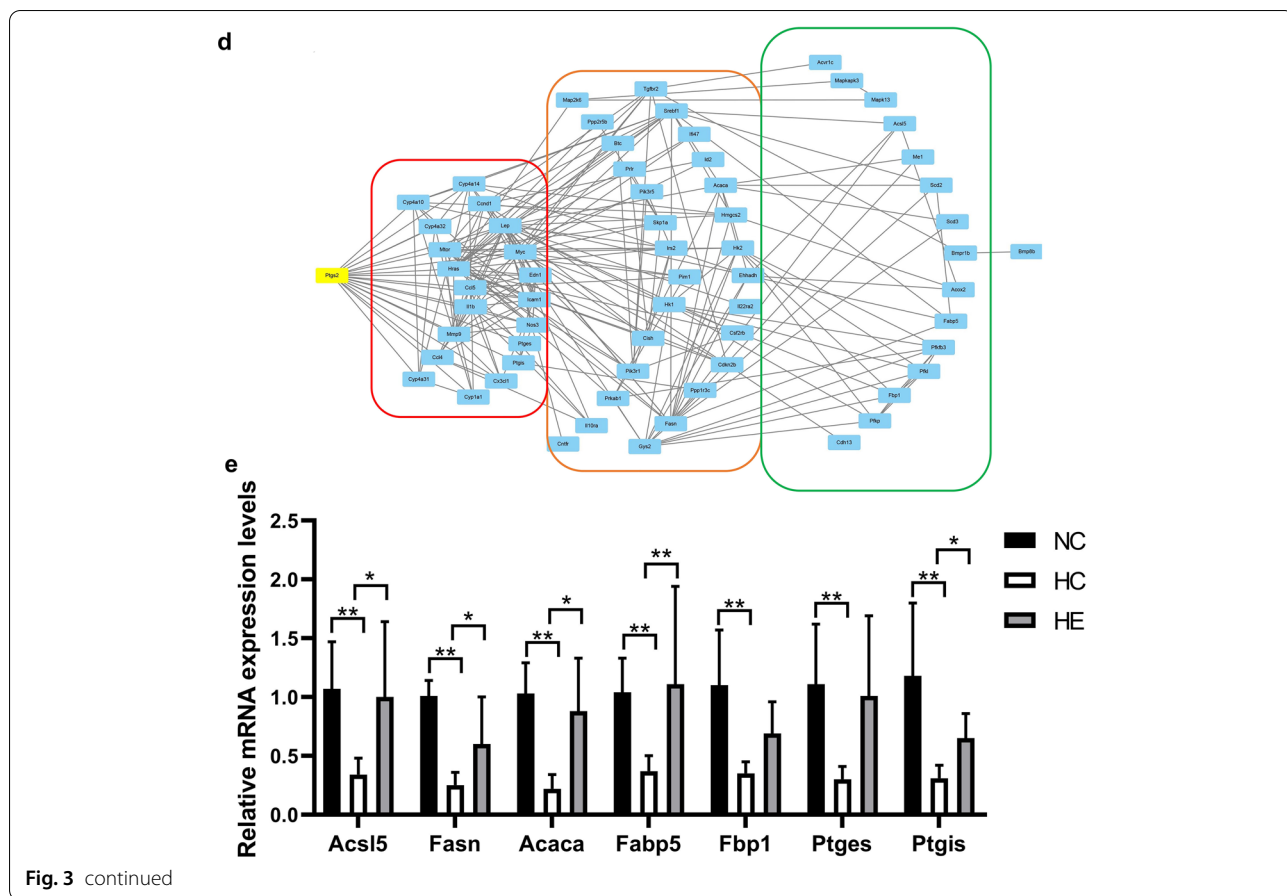 d
Acvr1c
Mapkapk3
Mapk13
Tgfbr2
Map2k6
Srebf1
Ppp2r5b
Ifi47
Acsl5
Btc
Id2
Me1
Prlr
Cyp4a14
Pik3r5
Acaca
Scd2
Cyp4a10
Ccnd1
Hmgcs2
Scd3
Cyp4a32
Lep
Skp1a
Mtor
Myc
Irs2
Hk2
Bmpr1b
Bmp8b
Ptgs2
Hras
Edn1
Pim1
Ehhadh
Ccl5
Acox2
Il1b
Icam1
Hk1
Il22ra2
Fabp5
Mmp9
Nos3
Cish
Csf2rb
Ptges
Pfkfb3
Ccl4
Ptgis
Pik3r1
Cdkn2b
Pfkl
Cyp4a31
Cx3cl1
Ppp1r3c
Fbp1
Cyp1a1
Prkab1
Il10ra
Fasn
Pfkp
Cntfr
Gys2
Cdh13
e
Relative mRNA expression levels
2.5
2.0
1.5
1.0
0.5
0.0
** *
** *
** *
** **
**
**
** *
NC
HC
HE
Acsl5 Fasn Acaca Fabp5 Fbp1 Ptges Ptgis
Fig. 3 continued